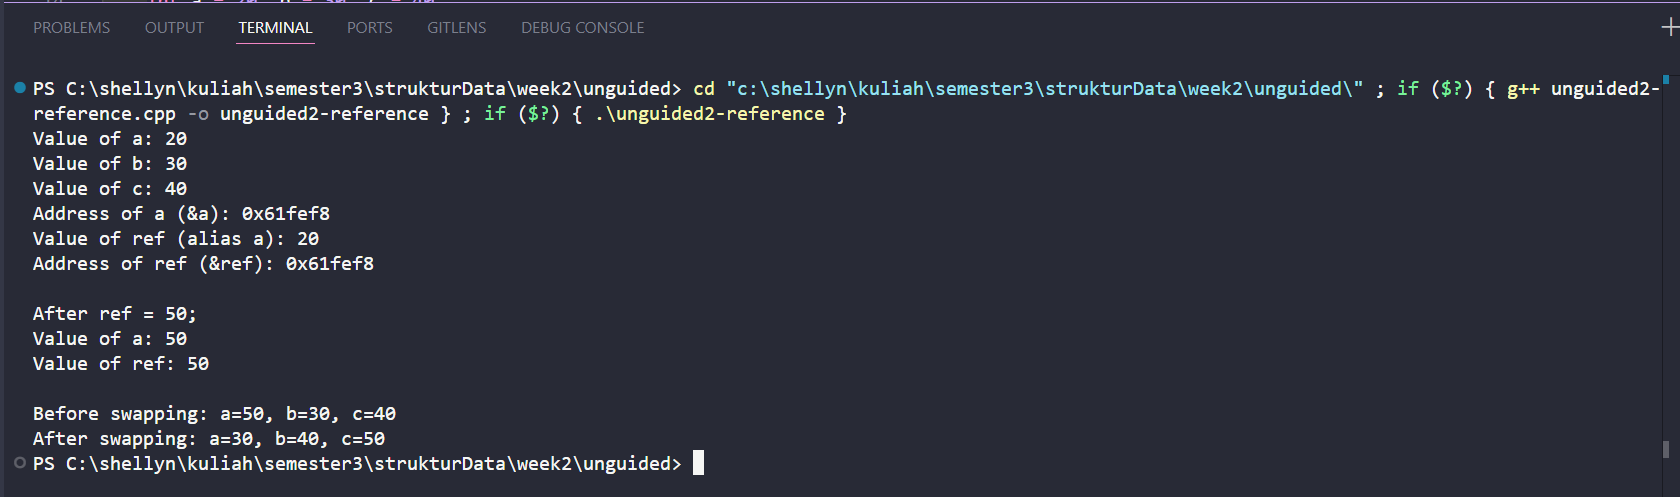 PROBLEMS OUTPUT TERMINAL PORTS GITLENS DEBUG CONSOLE
PS C:\shellyn\kuliah\semester3\strukturData\week2\unguided> cd "c:\shellyn\kuliah\semester3\strukturData\week2\unguided\" ; if ($?) { g++ unguided2-
reference.cpp -o unguided2-reference } ; if ($?) { .\unguided2-reference }
Value of a: 20
Value of b: 30
Value of c: 40
Address of a (&a): 0x61fef8
Value of ref (alias a): 20
Address of ref (&ref): 0x61fef8
After ref = 50;
Value of a: 50
Value of ref: 50
Before swapping: a=50, b=30, c=40
After swapping: a=30, b=40, c=50
PS C:\shellyn\kuliah\semester3\strukturData\week2\unguided>